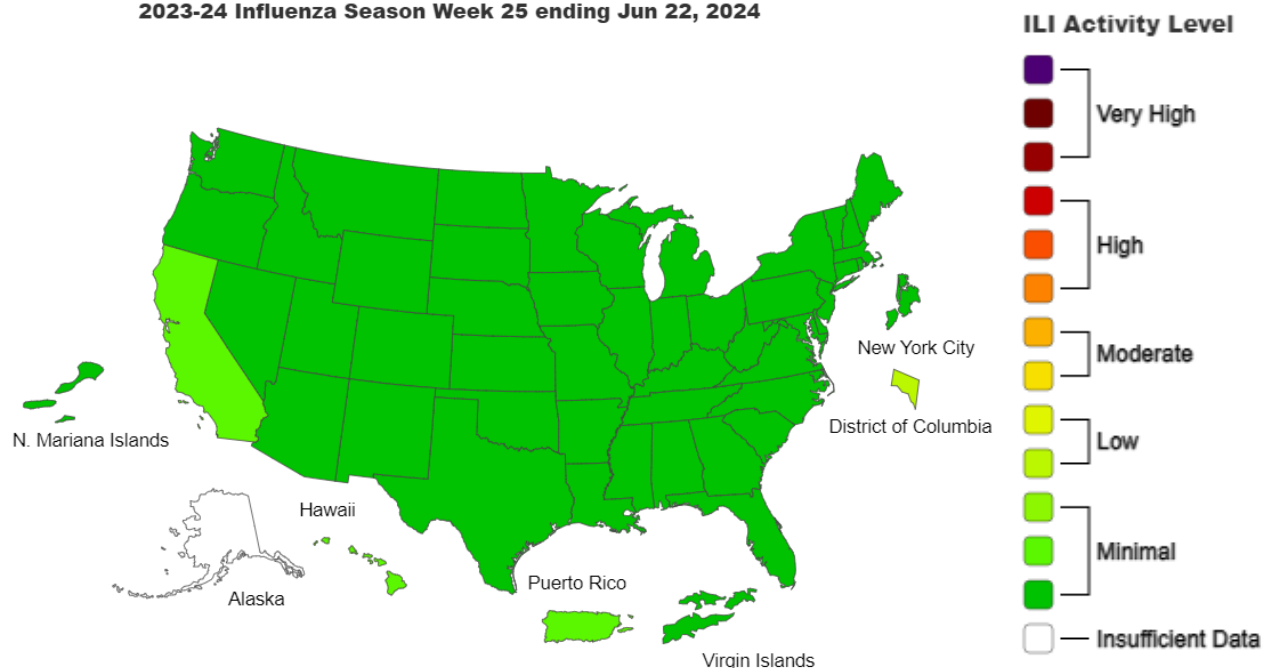 2023-24 Influenza Season Week 25 ending Jun 22, 2024
ILI Activity Level
Very High
High
Moderate
Low
Minimal
Insufficient Data
New York City
District of Columbia
N. Mariana Islands
Hawaii
Alaska
Puerto Rico
Virgin Islands